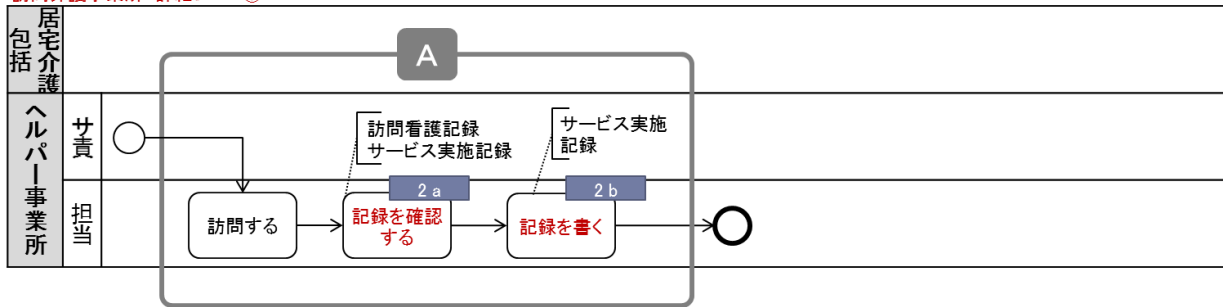 居宅介護
包括
A
ヘルパー事業所
サ責
訪問看護記録
サービス実施記録
サービス実施
記録
担当
訪問する
2a
記録を確認
する
2b
記録を書く